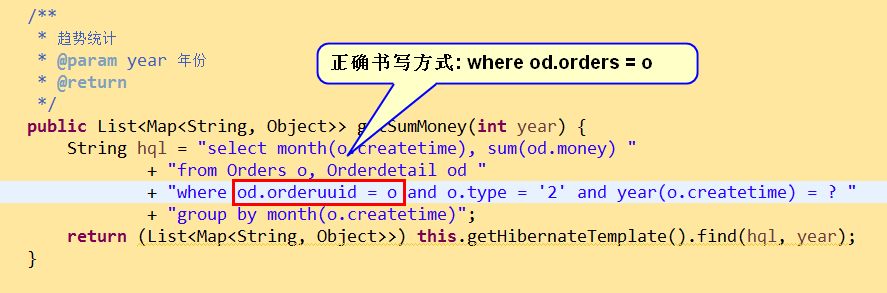 /**
* 趋势统计
* @param year 年份
* @return
*/
正确书写方式: where od.orders = o
public List<Map<String, Object>> getSumMoney(int year) {
String hql = "select month(o.createtime), sum(od.money) "
+ "from Orders o, Orderdetail od "
+ "where od.orderuuid = o and o.type = '2' and year(o.createtime) = ? "
+ "group by month(o.createtime)";
return (List<Map<String, Object>>) this.getHibernateTemplate().find(hql, year);
}